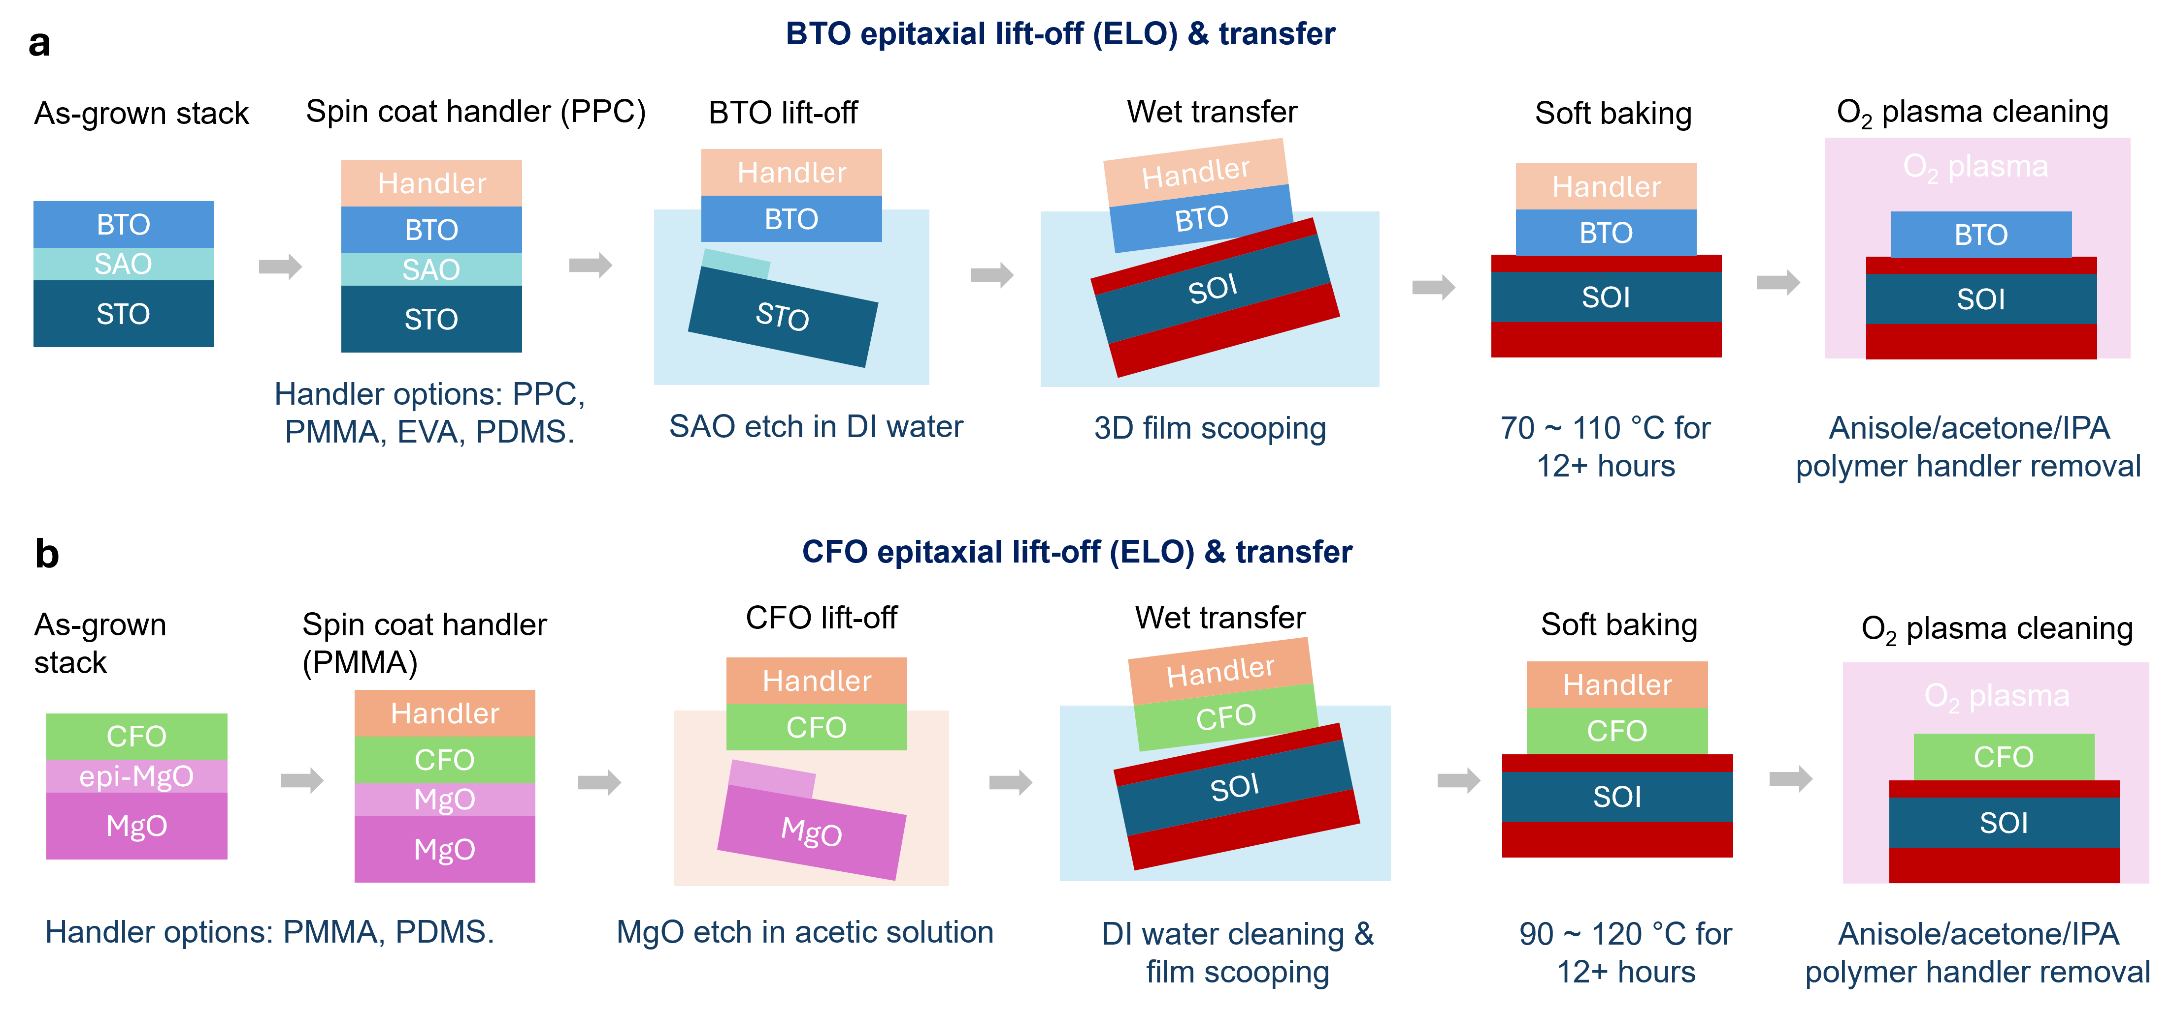 a
BTO epitaxial lift-off (ELO) & transfer
As-grown stack
BTO
SAO
STO
Spin coat handler (PPC)
Handler
BTO
SAO
STO
Handler options: PPC,
PMMA, EVA, PDMS.
BTO lift-off
Handler
BTO
STO
SAO etch in DI water
Wet transfer
Handler
BTO
SOI
3D film scooping
Soft baking
Handler
BTO
SOI
70 ~ 110 °C for
12+ hours
O₂ plasma cleaning
O₂ plasma
BTO
SOI
Anisole/acetone/IPA
polymer handler removal
b
CFO epitaxial lift-off (ELO) & transfer
As-grown
stack
CFO
epi-MgO
MgO
Spin coat handler
(PMMA)
Handler
CFO
MgO
MgO
Handler options: PMMA, PDMS.
CFO lift-off
Handler
CFO
MgO
MgO etch in acetic solution
Wet transfer
Handler
CFO
SOI
DI water cleaning &
film scooping
Soft baking
Handler
CFO
SOI
90 ~ 120 °C for
12+ hours
O₂ plasma cleaning
O₂ plasma
CFO
SOI
Anisole/acetone/IPA
polymer handler removal